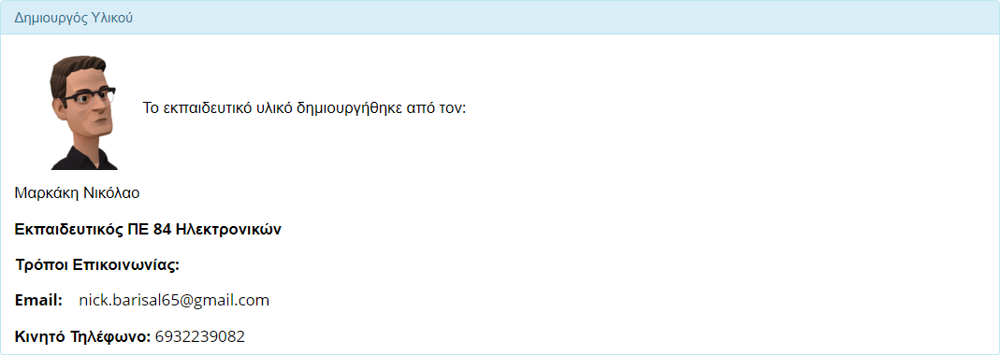 Δημιουργός Υλικού
Το εκπαιδευτικό υλικό δημιουργήθηκε από τον:
Μαρκάκη Νικόλαο
Εκπαιδευτικός ΠΕ 84 Ηλεκτρονικών
Τρόποι Επικοινωνίας:
Email: nick.barisal65@gmail.com
Κινητό Τηλέφωνο: 6932239082